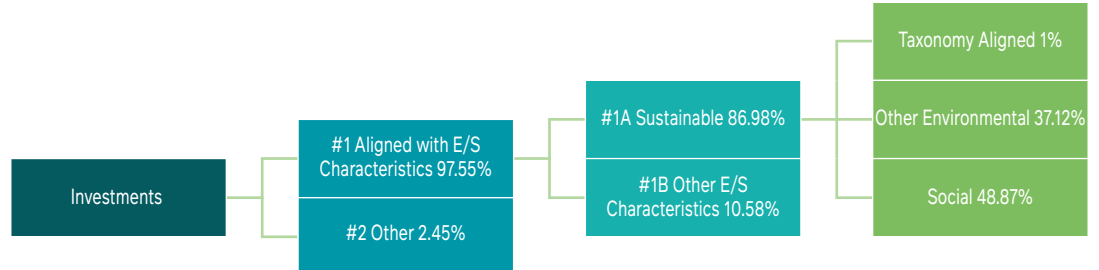 Investments
#1 Aligned with E/S
Characteristics 97.55%
#2 Other 2.45%
#1A Sustainable 86.98%
#1B Other E/S
Characteristics 10.58%
Taxonomy Aligned 1%
Other Environmental 37.12%
Social 48.87%